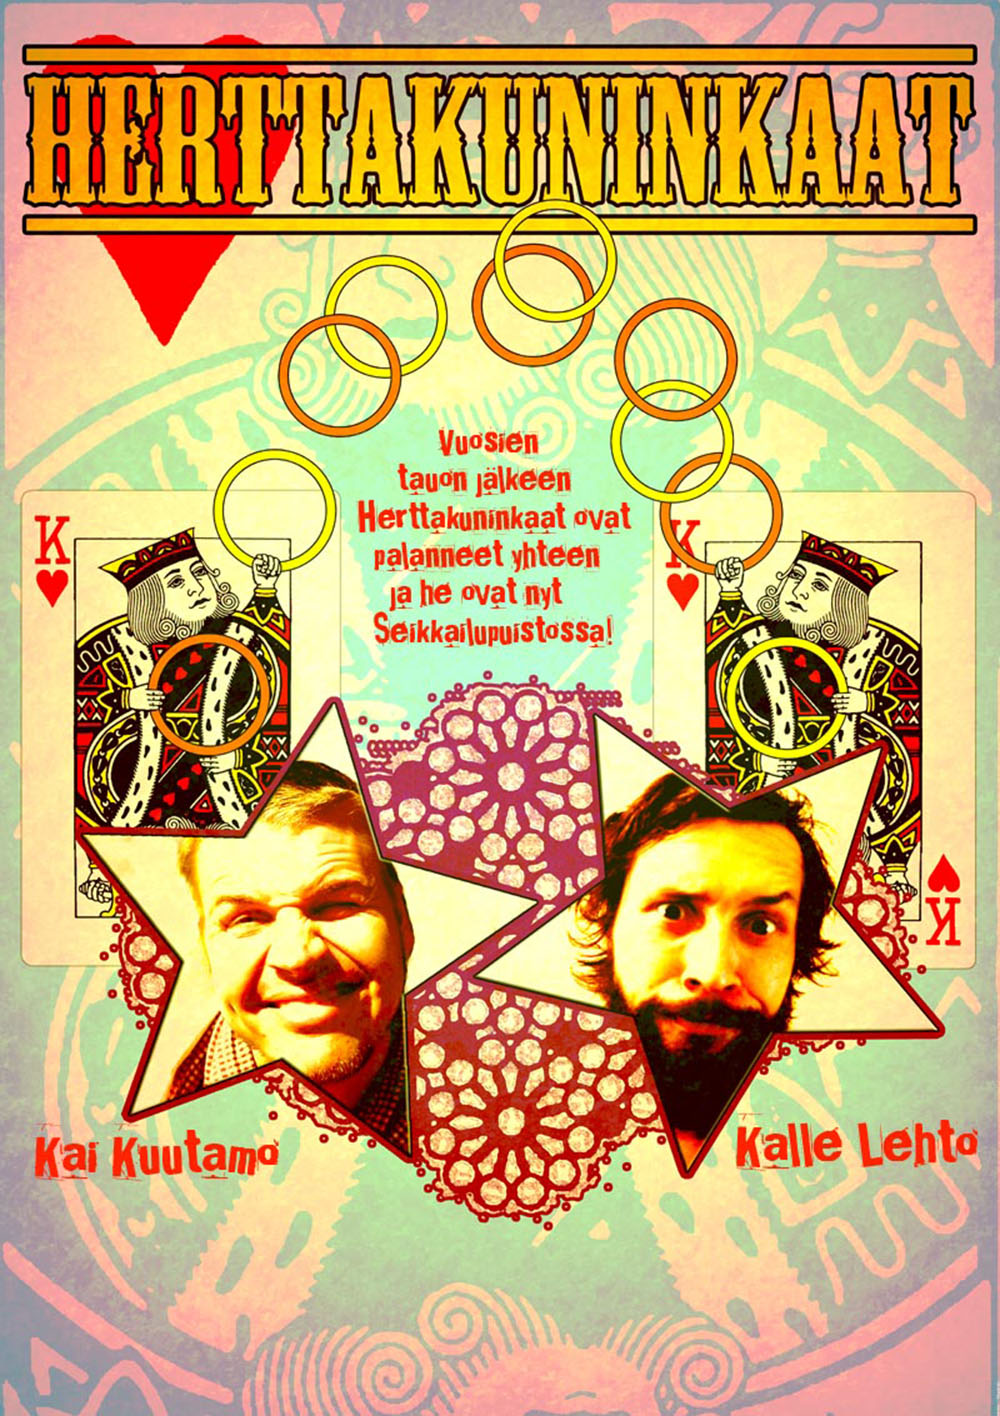 HERTTAKUNINKAAT
Vuosien
tauon jälkeen
Herttakuninkaat ovat
palanneet yhteen
ja he ovat nyt
Seikkailupuistossa!
K
K
K
Kai Kuutamo
Kalle Lehto